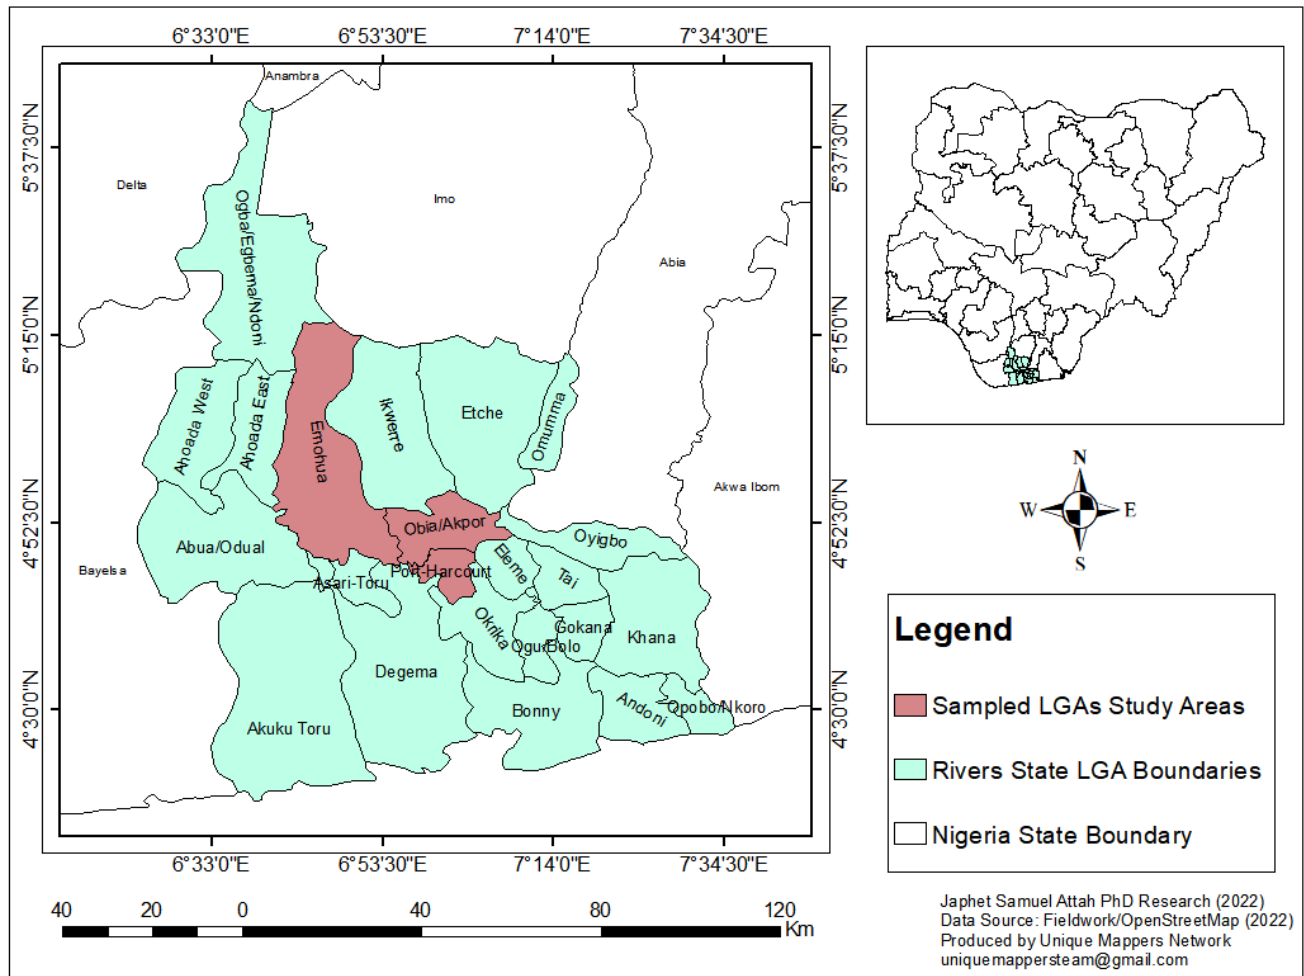 6°33'0"E 6°53'30"E 7°14'0"E 7°34'30"E
5°37'30"N
5°15'0"N
4°52'30"N
4°30'0"N
Anambra
Delta
Imo
Abia
Akwa Ibom
Bayelsa
Ogba/Egbema/Ndoni
Ahoada West
Ahoada East
Emohua
Ikwerre
Etche
Omumma
Obia/Akpor
Oyigbo
Abua/Odual
Asari-Toru
Port-Harcourt
Eleme
Tai
Okrika
Ogu/Bolo
Gokana
Khana
Degema
Akuku Toru
Bonny
Andoni
Opobo/Nkoro
5°37'30"N
5°15'0"N
4°52'30"N
4°30'0"N
6°33'0"E 6°53'30"E 7°14'0"E 7°34'30"E
40 20 0 40 80 120
Km
N
W E
S
Legend
Sampled LGAs Study Areas
Rivers State LGA Boundaries
Nigeria State Boundary
Japhet Samuel Attah PhD Research (2022)
Data Source: Fieldwork/OpenStreetMap (2022)
Produced by Unique Mappers Network
uniquemappersteam@gmail.com